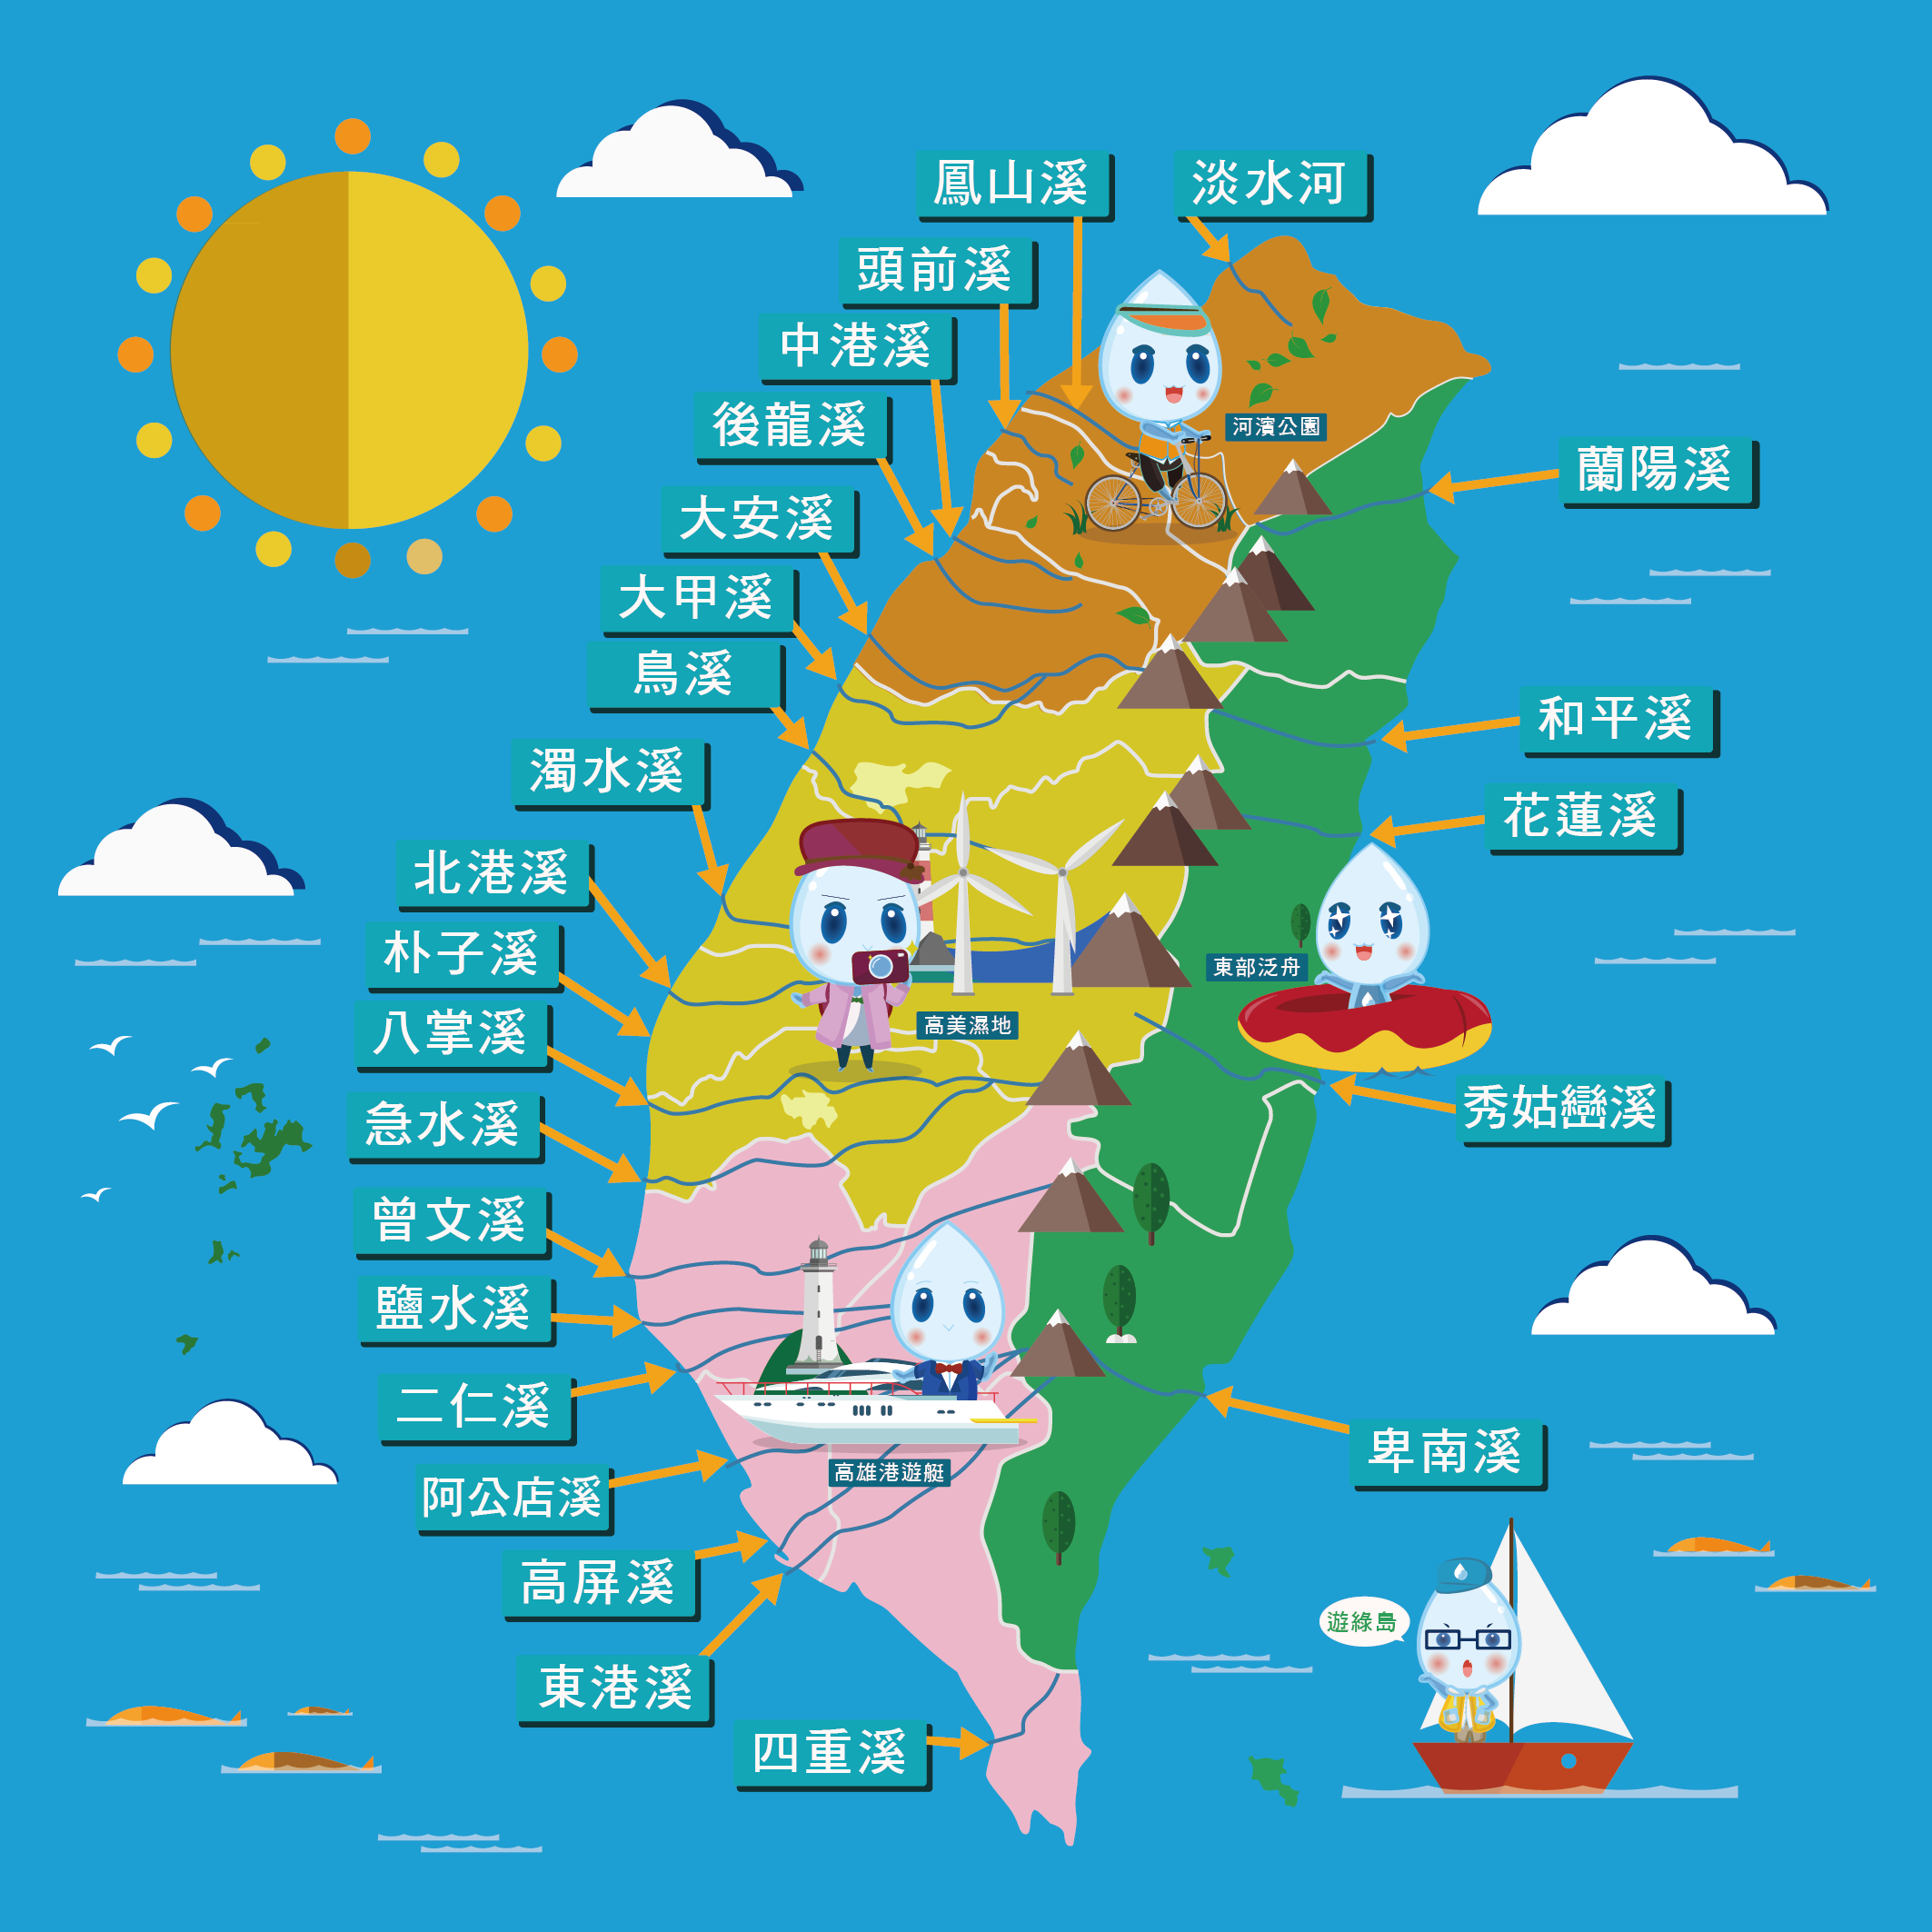 鳳山溪
淡水河
頭前溪
中港溪
後龍溪
河濱公園
蘭陽溪
大安溪
大甲溪
烏溪
和平溪
濁水溪
花蓮溪
北港溪
朴子溪
東部泛舟
八掌溪
高美濕地
急水溪
秀姑巒溪
曾文溪
鹽水溪
二仁溪
卑南溪
阿公店溪
高雄港遊艇
高屏溪
遊綠島
東港溪
四重溪